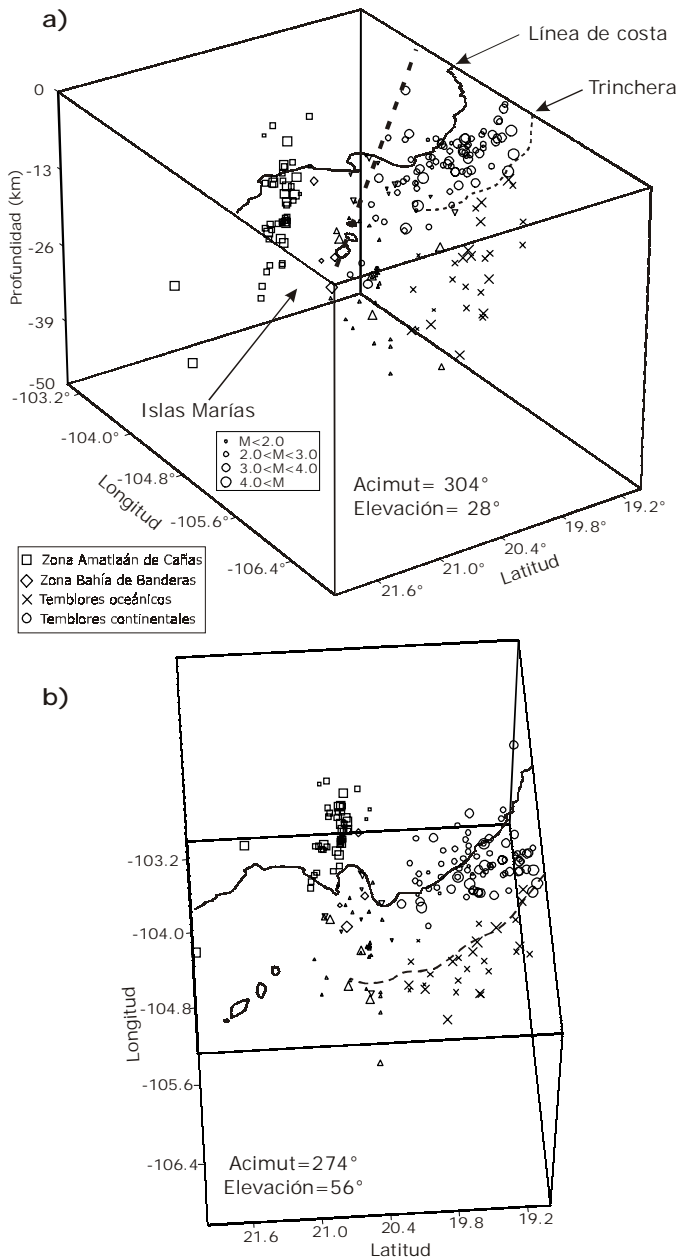 a)
Línea de costa
Trinchera
0
-13
-26
-39
-50
Profundidad (km)
-103.2°
-104.0°
-104.8°
-105.6°
-106.4°
Longitud
Islas Marías
M<2.0
2.0<M<3.0
3.0<M<4.0
4.0<M
Acimut= 304°
Elevación= 28°
19.2°
19.8°
20.4°
21.0°
21.6°
Latitud
Zona Amatlaán de Cañas
Zona Bahía de Banderas
Temblores oceánicos
Temblores continentales
b)
-103.2
-104.0
-104.8
-105.6
-106.4
Longitud
Acimut=274°
Elevación=56°
21.6
21.0
20.4
19.8
19.2
Latitud